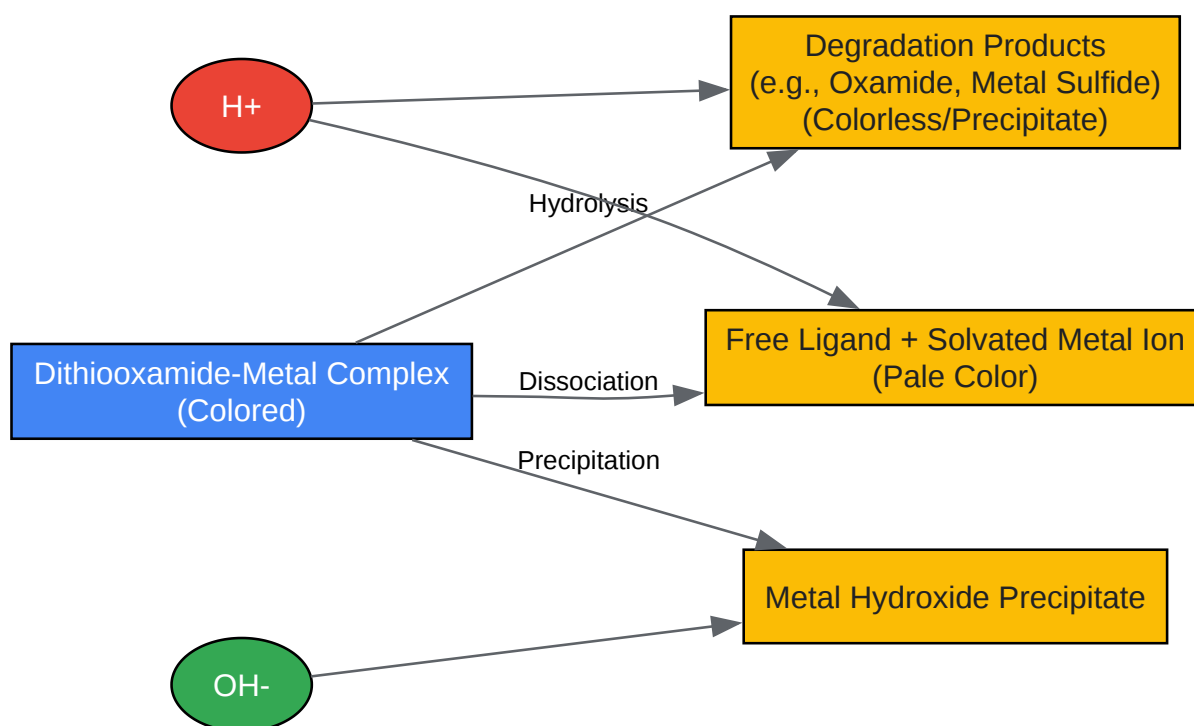 Degradation Products
(e.g., Oxamide, Metal Sulfide)
(Colorless/Precipitate)
H+
Hydrolysis
Free Ligand + Solvated Metal Ion
(Pale Color)
Dithiooxamide-Metal Complex
(Colored)
Dissociation
Precipitation
Metal Hydroxide Precipitate
OH-